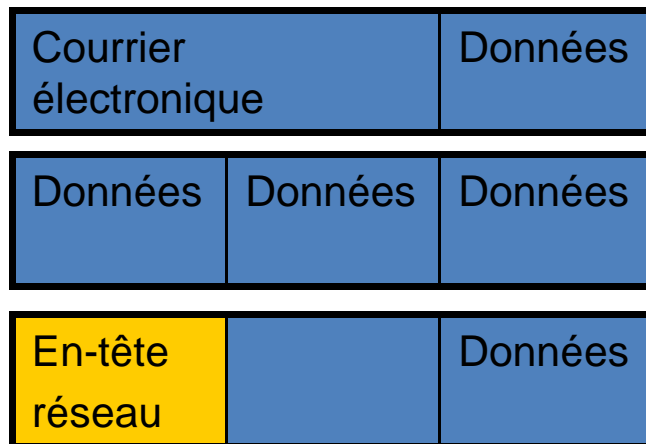 Courrier Données
électronique
Données Données Données
En-tête Données
réseau